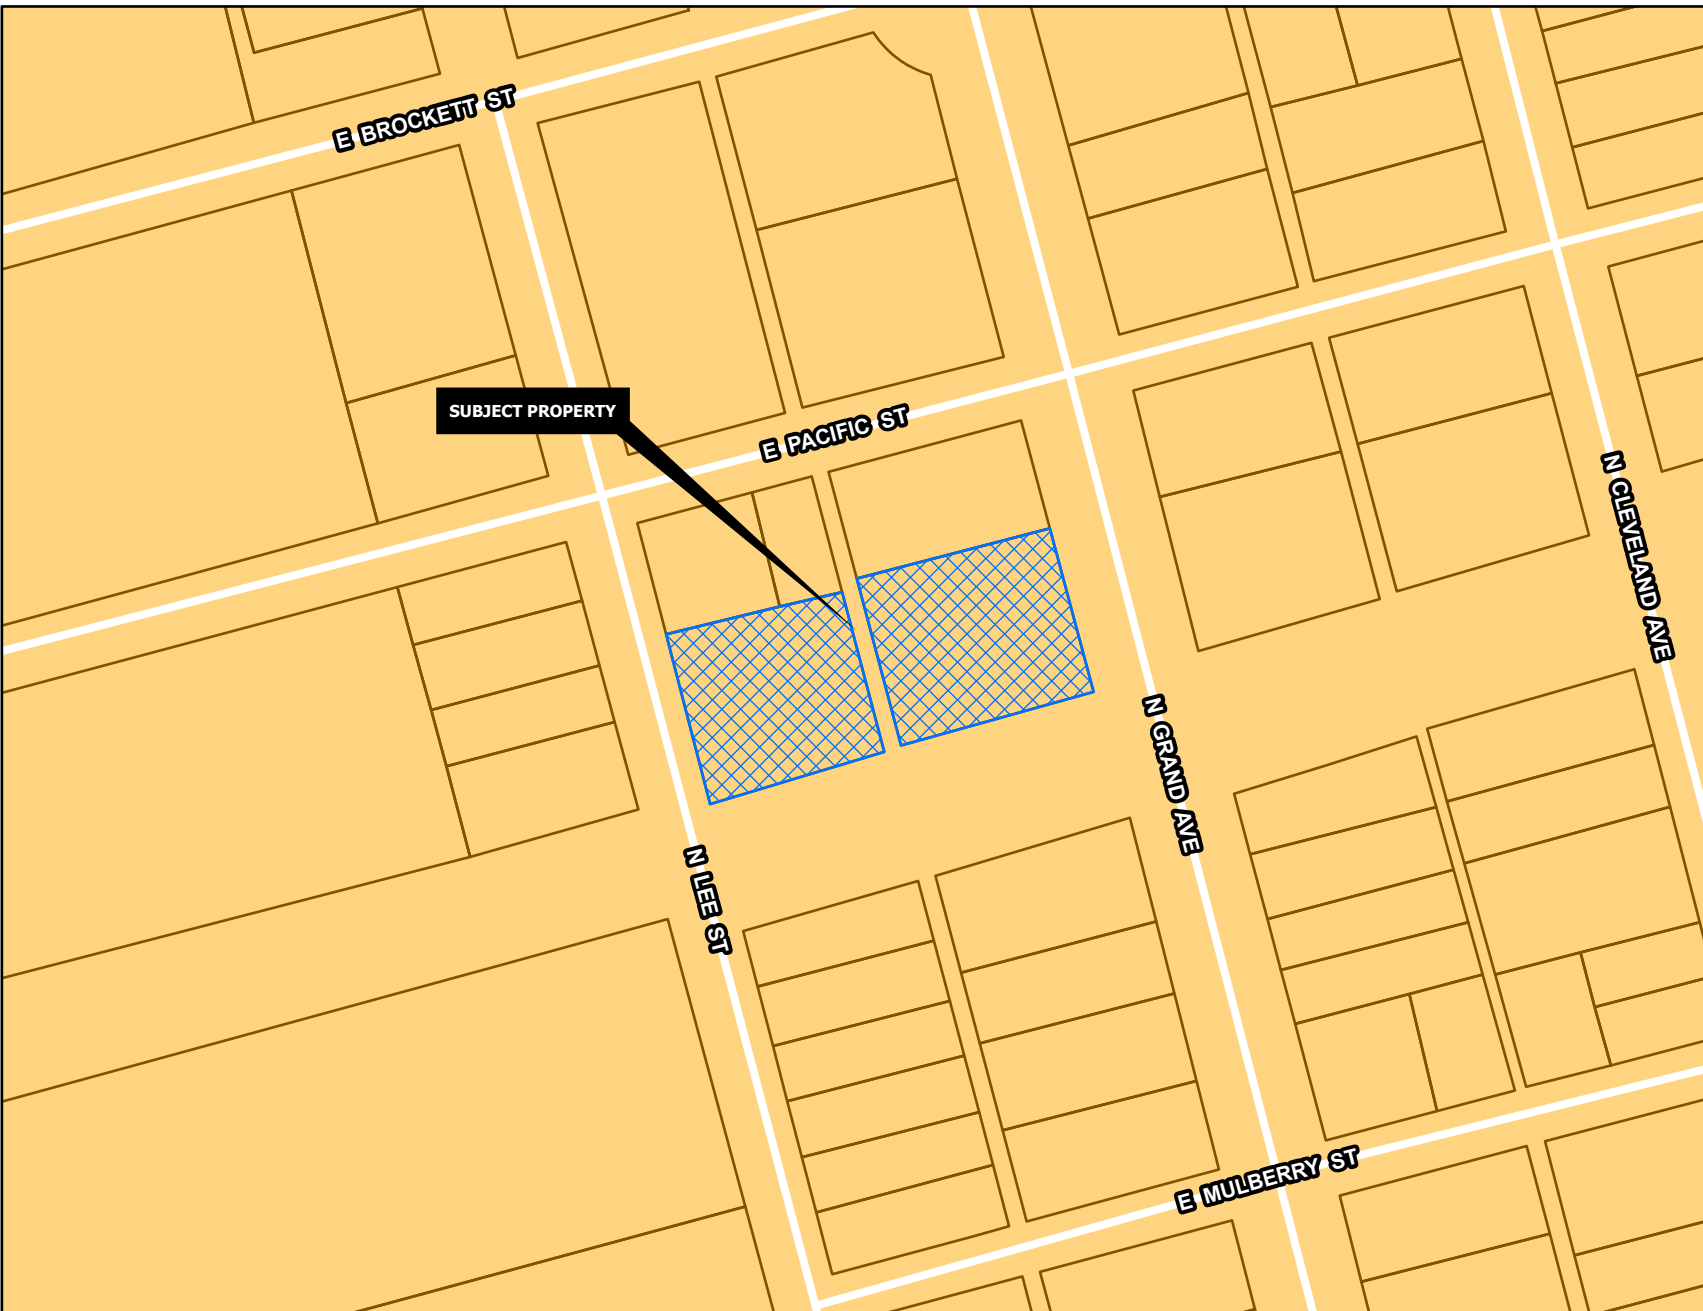 E BROCKETT ST
SUBJECT PROPERTY
E PACIFIC ST
N CLEVELAND AVE
N GRAND AVE
N LEE ST
E MULBERRY ST